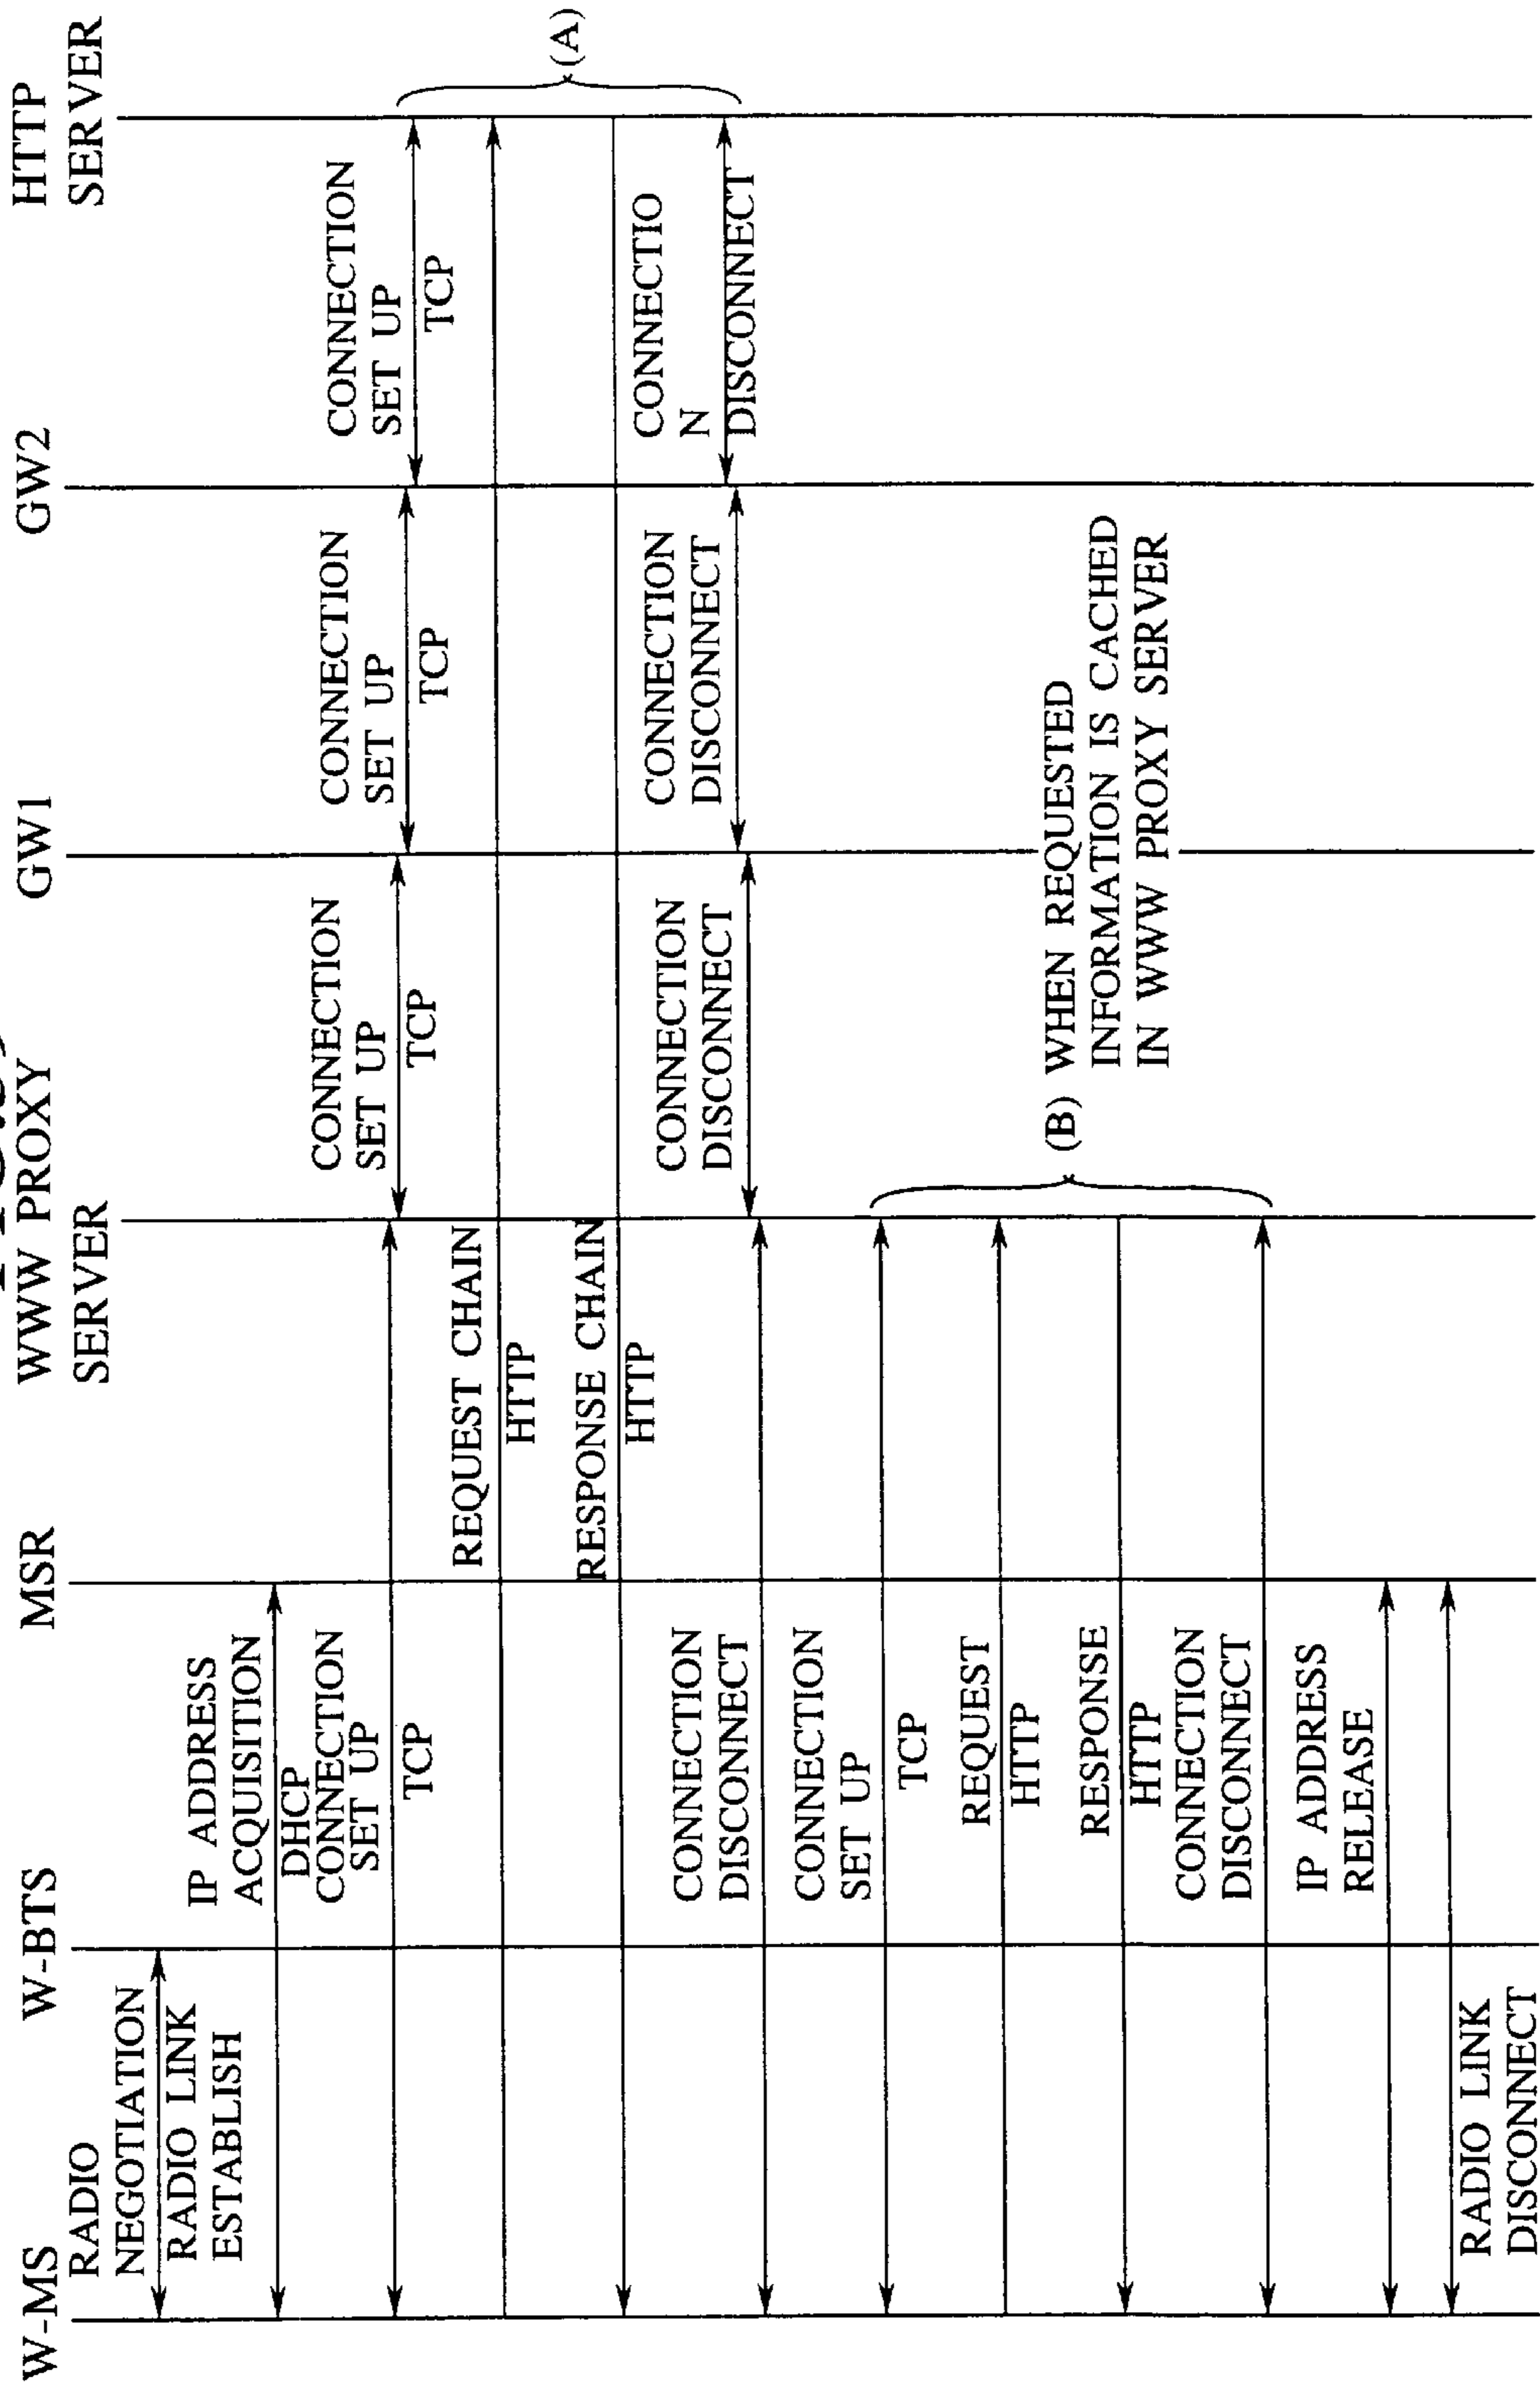 W-MS
W-BTS
MSR
WWW PROXY
SERVER
GW1
GW2
HTTP
SERVER
RADIO
NEGOTIATION
RADIO LINK
ESTABLISH
IP ADDRESS
ACQUISITION
DHCP
CONNECTION
SET UP
TCP
CONNECTION
SET UP
TCP
CONNECTION
SET UP
TCP
CONNECTION
SET UP
TCP
REQUEST CHAIN
HTTP
RESPONSE CHAIN
HTTP
(A)
CONNECTION
DISCONNECT
CONNECTION
DISCONNECT
CONNECTION
DISCONNECT
CONNECTIO
N
DISCONNECT
CONNECTION
SET UP
TCP
REQUEST
HTTP
RESPONSE
HTTP
CONNECTION
DISCONNECT
(B) WHEN REQUESTED
INFORMATION IS CACHED
IN WWW PROXY SERVER
IP ADDRESS
RELEASE
RADIO LINK
DISCONNECT